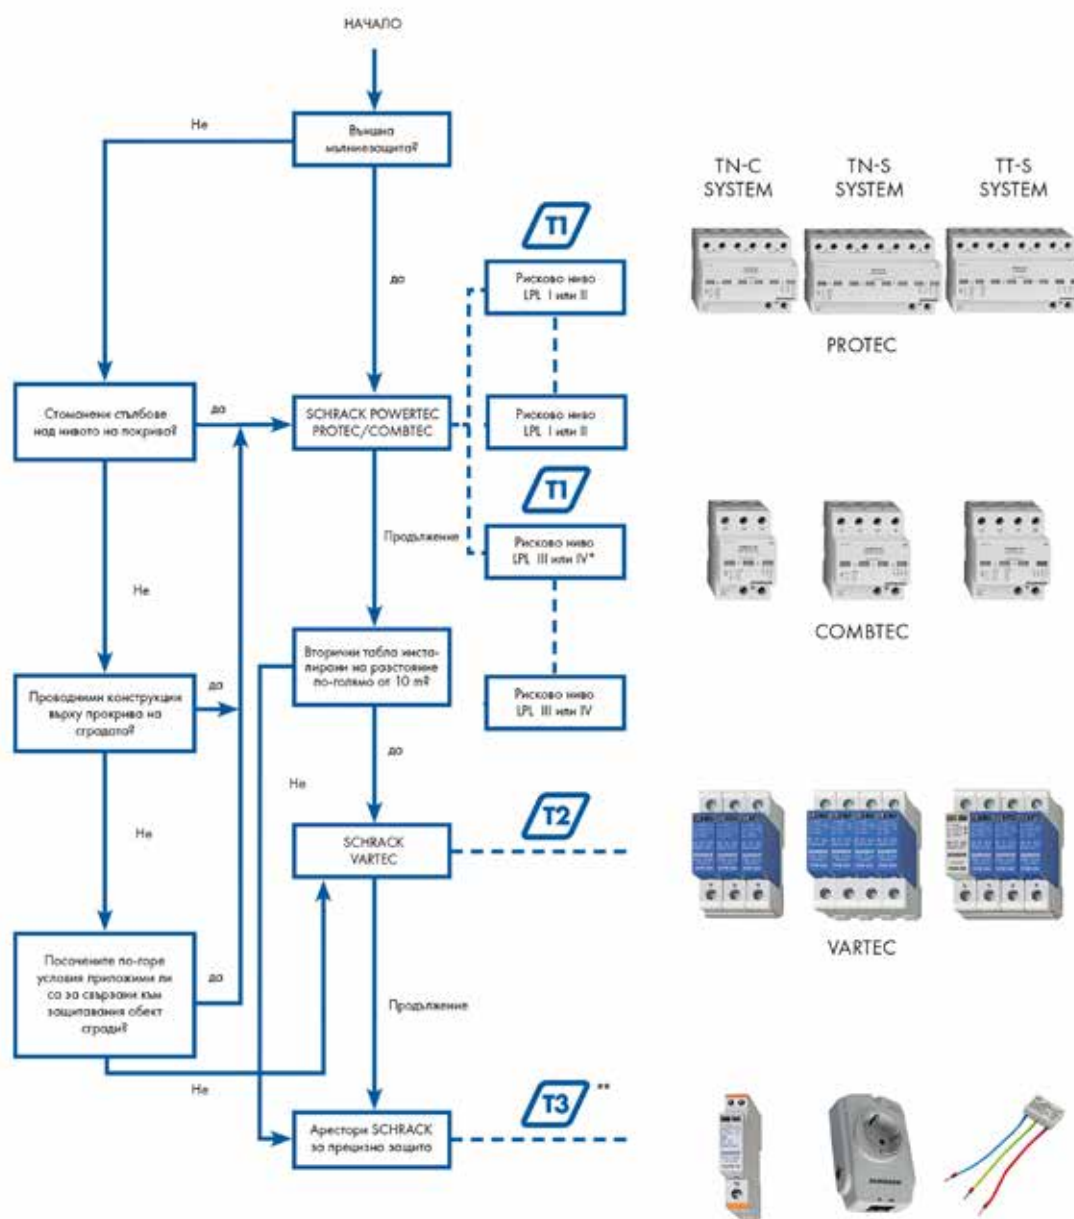 НАЧАЛО
Не
Външна
мълниезащита?
да
T1
Рисково ниво
LPL I или II
Стоманени стълбове
над нивото на покрива?
да
SCHRACK POWERTEC
PROTEC/COMBTEC
Рисково ниво
LPL I или II
T1
Продължение
Рисково ниво
LPL III или IV*
Не
Вторични табла инста-
лирани на разстояние
по-голямо от 10 m?
Проводними конструкции
върху прокрива на
сградата?
да
Рисково ниво
LPL III или IV
да
Не
Не
T2
SCHRACK
VARTEC
Посочените по-горе
условия приложими ли
са за свързани към
защитавания обект
сгради?
да
Продължение
Не
T3 **
Арестори SCHRACK
за прецизна защита
TN-C
SYSTEM
TN-S
SYSTEM
TT-S
SYSTEM
PROTEC
COMBTEC
VARTEC